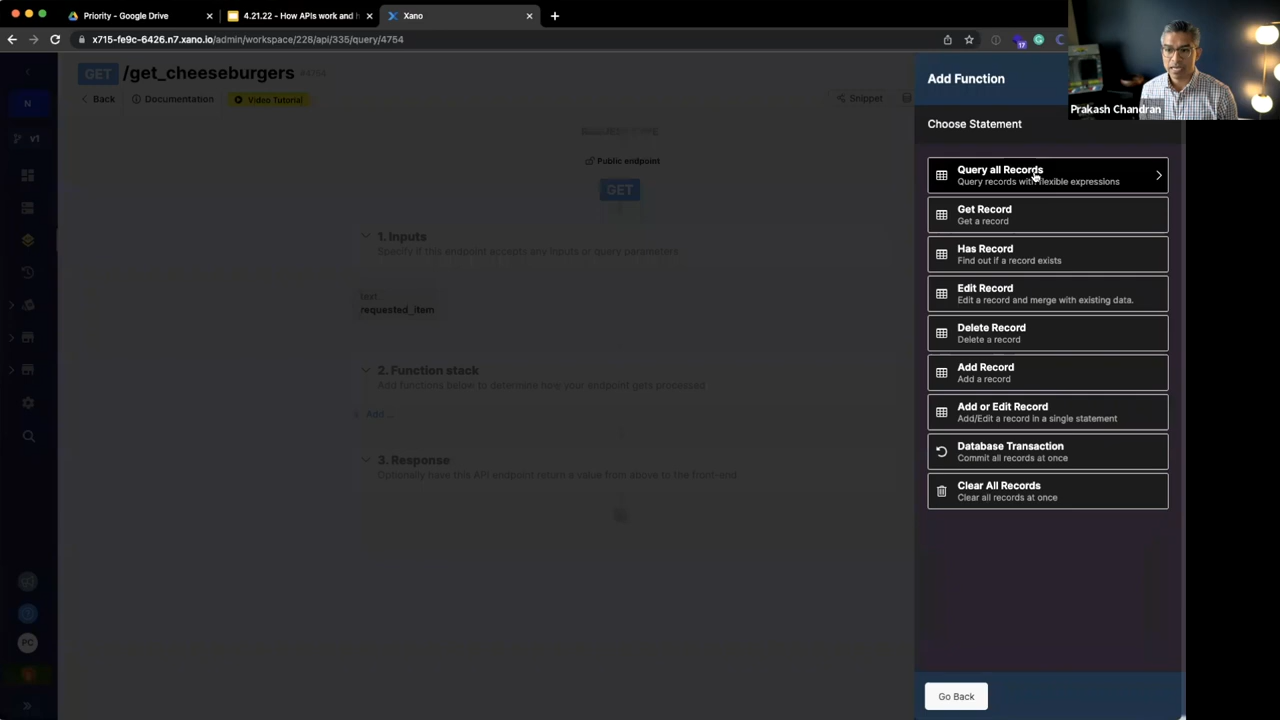 Priority - Google Drive
4.21.22 - How APIs work and h
Xano
x715-fe9c-6426.n7.xano.io/admin/workspace/228/api/335/query/4754
17
GET /get_cheeseburgers #4754
Back
Documentation
Video Tutorial
Snippet
N
v1
Public endpoint
GET
1. Inputs
Specify if this endpoint accepts any inputs or query parameters
text
/requested_item
2. Function stack
Add functions below to determine how your endpoint gets processed
+ Add ...
3. Response
Optionally have this API endpoint return a value from above to the front-end
PC
Prakash Chandran
Add Function
Choose Statement
Query all Records
Query records with flexible expressions
Get Record
Get a record
Has Record
Find out if a record exists
Edit Record
Edit a record and merge with existing data.
Delete Record
Delete a record
Add Record
Add a record
Add or Edit Record
Add/Edit a record in a single statement
Database Transaction
Commit all records at once
Clear All Records
Clear all records at once
Go Back